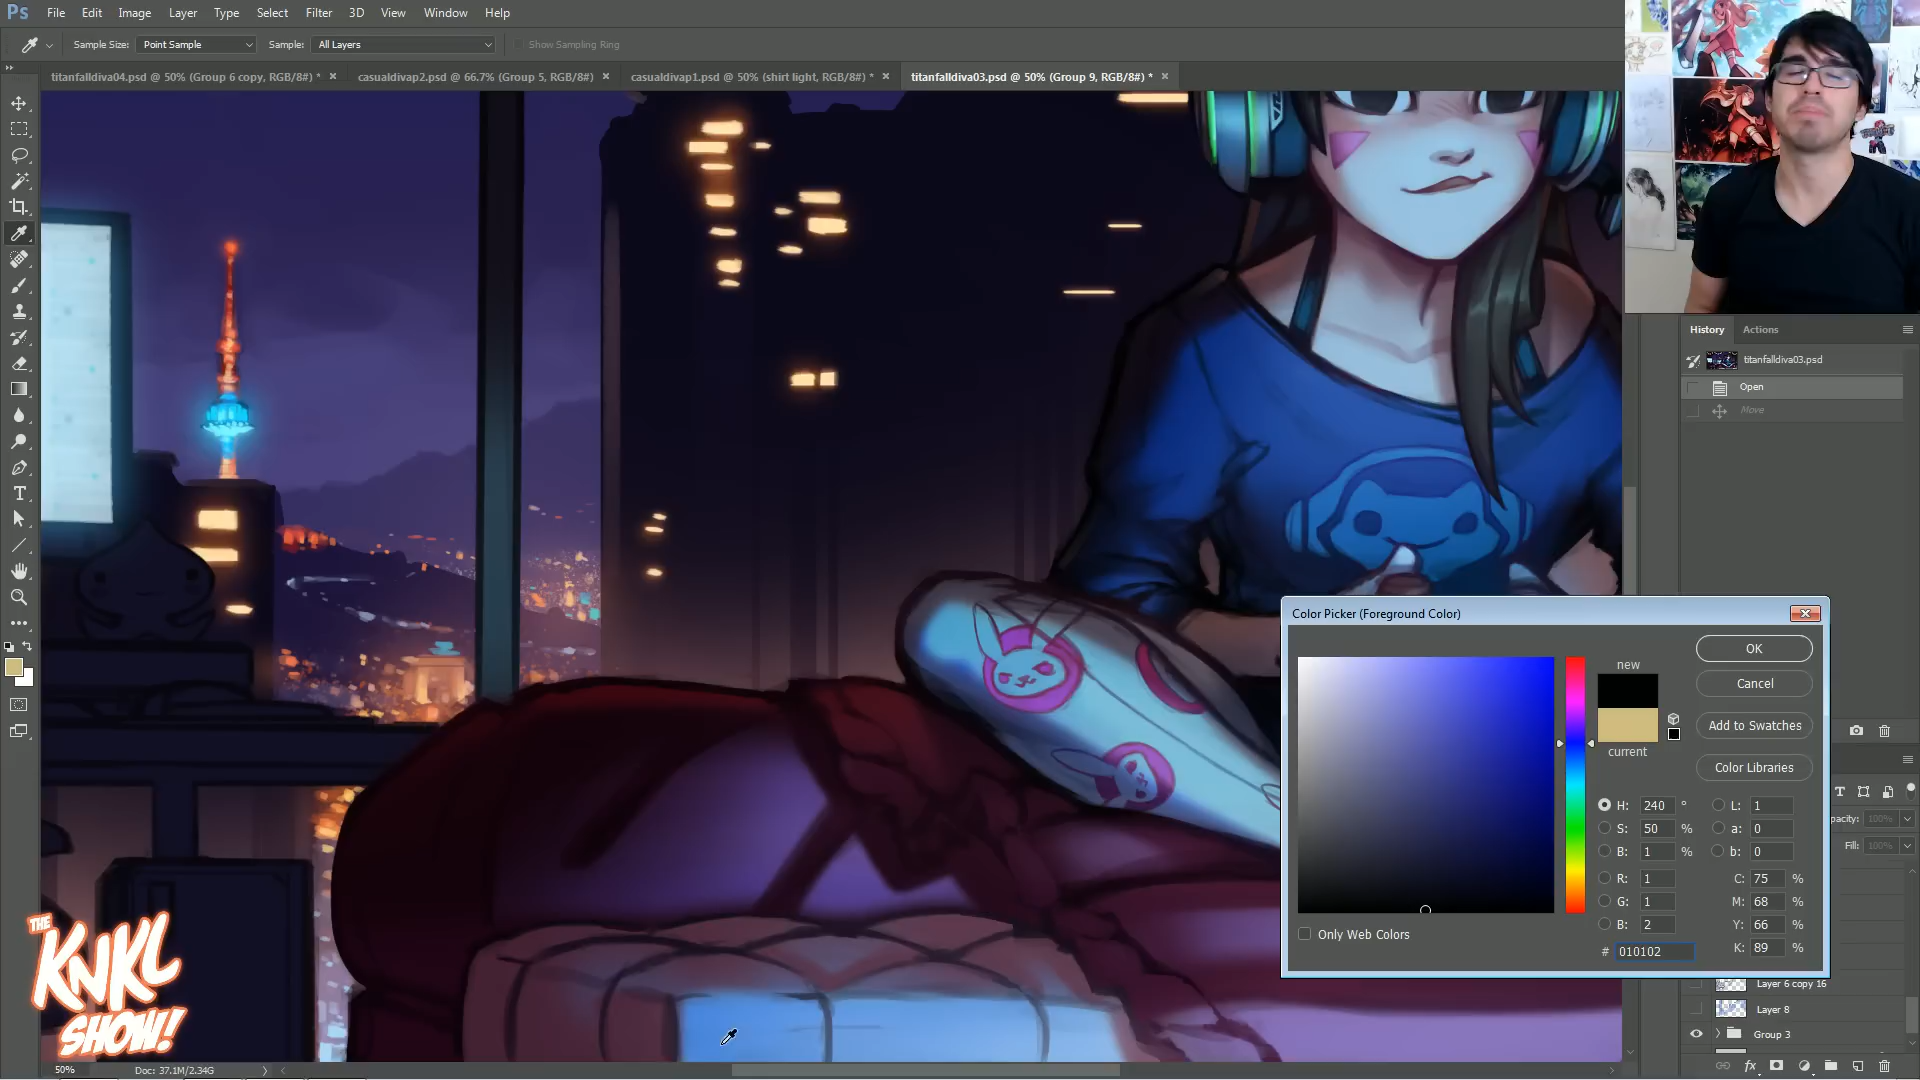 Ps File Edit Image Layer Type Select Filter 3D View Window Help
Sample Size: Point Sample Sample: All Layers Show Sampling Ring
titanfalldiva04.psd @ 50% (Group 6 copy, RGB/8#) * × casualdivap2.psd @ 66.7% (Group 5, RGB/8#) × casualdivap1.psd @ 50% (shirt light, RGB/8#) * × titanfalldiva03.psd @ 50% (Group 9, RGB/8#) * ×
History Actions
titanfalldiva03.psd
Open
Move
Color Picker (Foreground Color)
new
current
OK
Cancel
Add to Swatches
Color Libraries
H: 240 °
S: 50 %
B: 1 %
R: 1
G: 1
B: 2
# 010102
L: 1
a: 0
b: 0
C: 75 %
M: 68 %
Y: 66 %
K: 89 %
Only Web Colors
pacity: 100%
Fill: 100%
Layer 6 copy 16
Layer 8
Group 3
THE
KNKL
SHOW!
50% Doc: 37.1M/2.34G